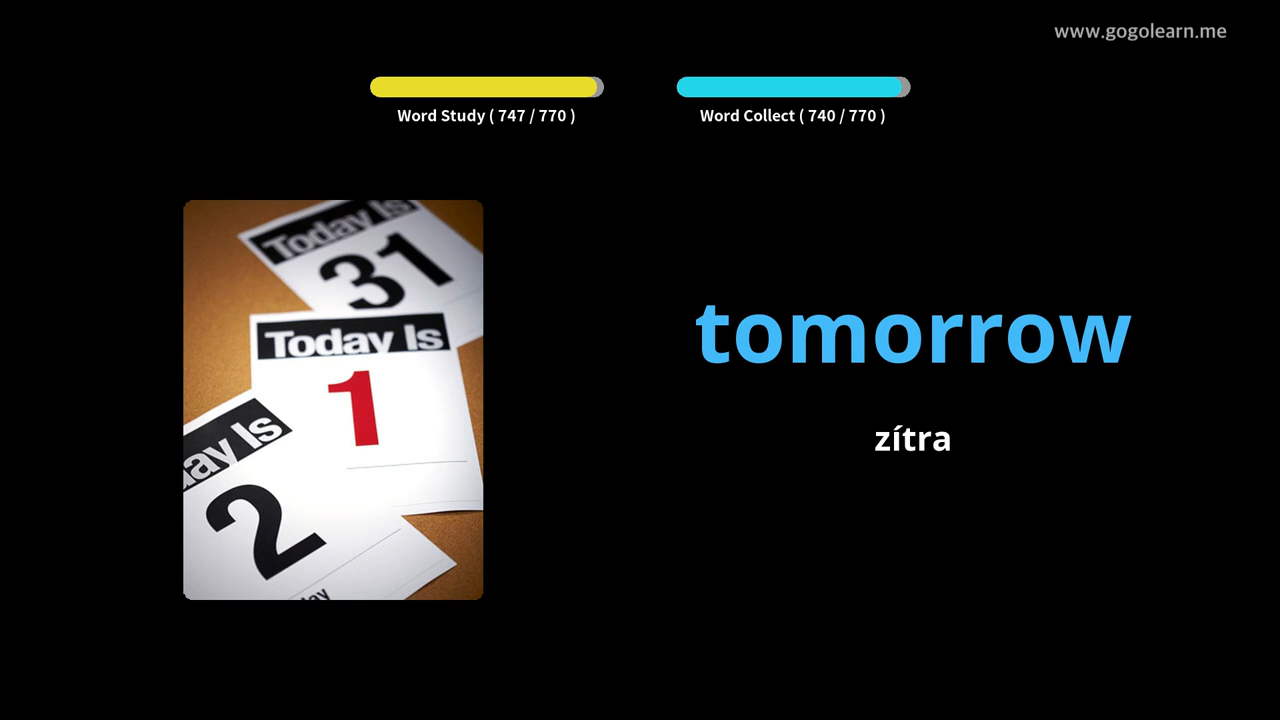 www.gogolearn.me
Word Study ( 747 / 770 )
Word Collect ( 740 / 770 )
Today Is
31
Today Is
1
ay Is
2
tomorrow
zítra